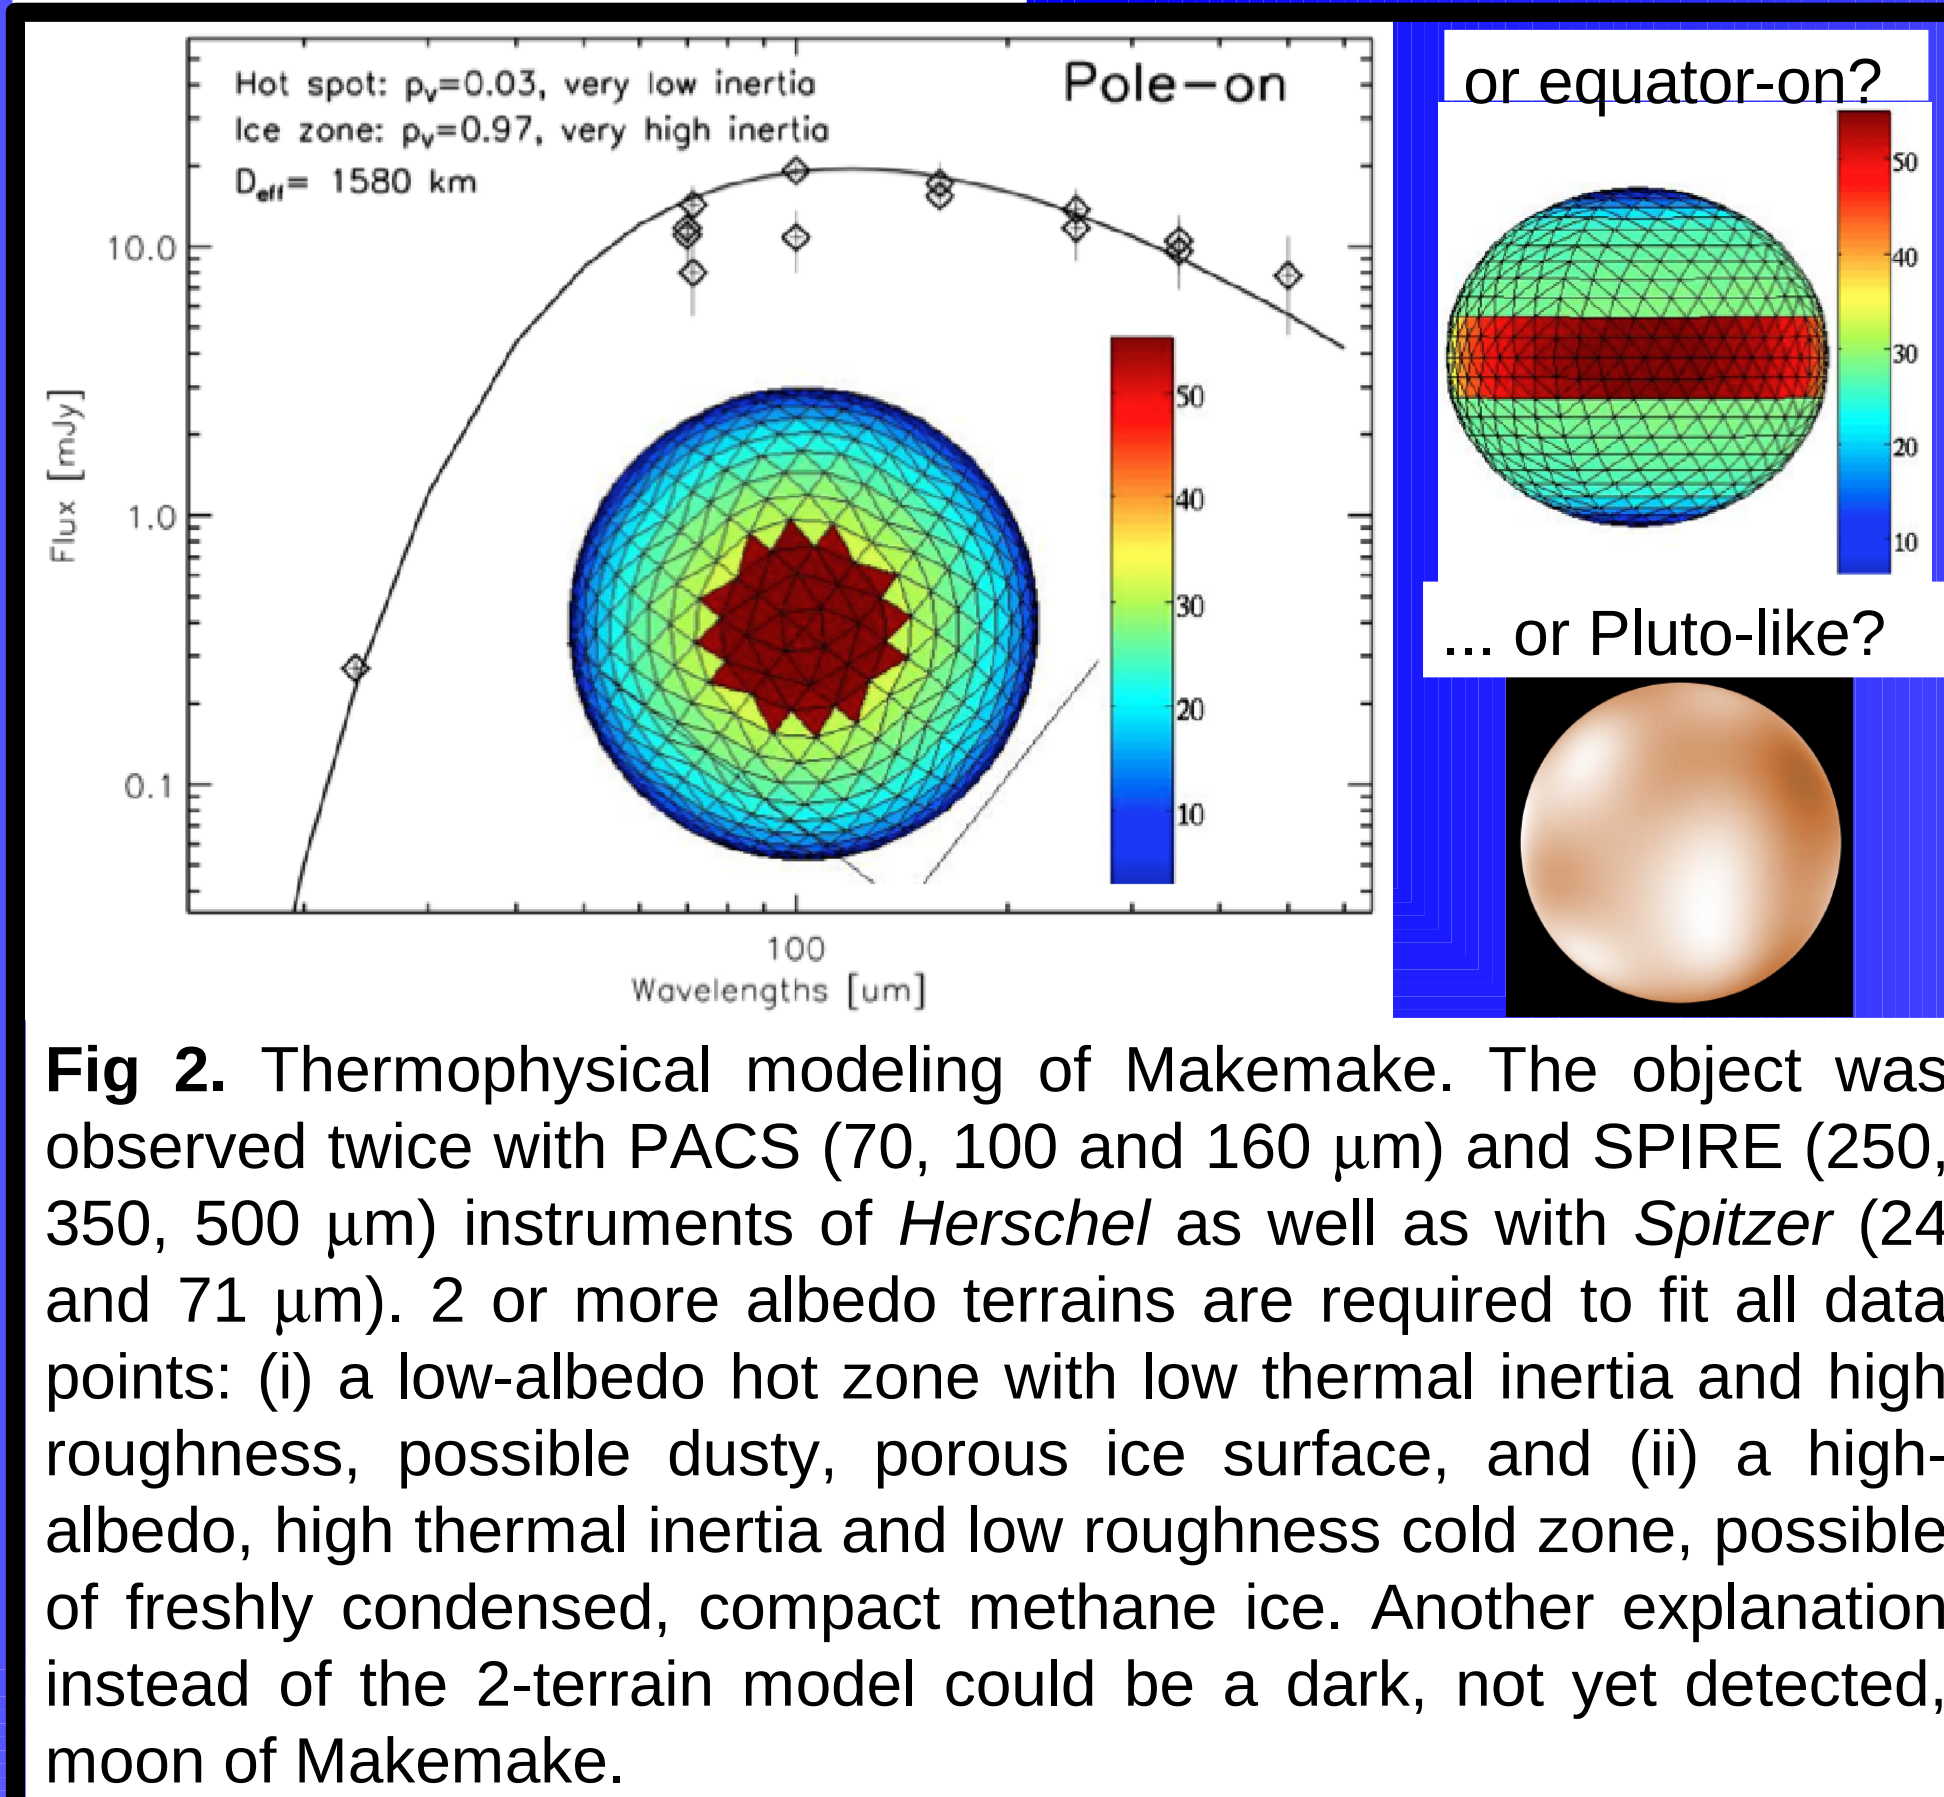 Hot spot: pv=0.03, very low inertia
Ice zone: pv=0.97, very high inertia
Deff= 1580 km
Pole-on
10.0
1.0
0.1
Flux [mJy]
50
40
30
20
10
100
Wavelengths [um]
or equator-on?
50
40
30
20
10
... or Pluto-like?
Fig 2. Thermophysical modeling of Makemake. The object was
observed twice with PACS (70, 100 and 160 μm) and SPIRE (250,
350, 500 μm) instruments of Herschel as well as with Spitzer (24
and 71 μm). 2 or more albedo terrains are required to fit all data
points: (i) a low-albedo hot zone with low thermal inertia and high
roughness, possible dusty, porous ice surface, and (ii) a high-
albedo, high thermal inertia and low roughness cold zone, possible
of freshly condensed, compact methane ice. Another explanation
instead of the 2-terrain model could be a dark, not yet detected,
moon of Makemake.